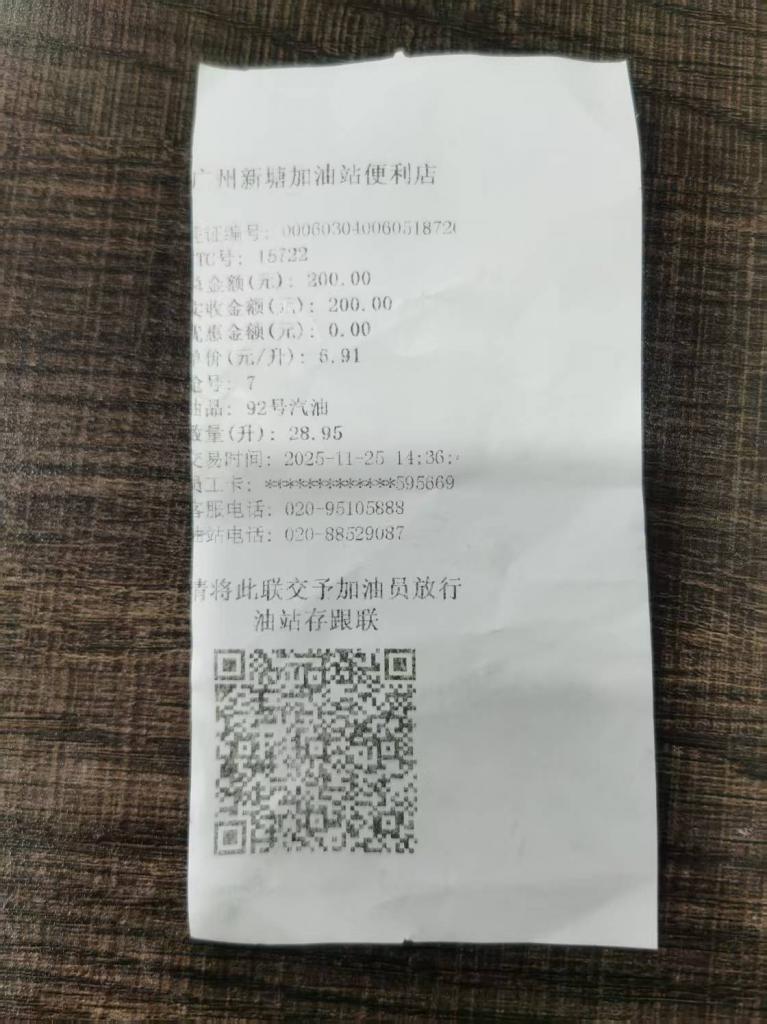 广州新塘加油站便利店
凭证编号: 000603040060518720
TTC号: 15722
总金额(元): 200.00
实收金额(元): 200.00
优惠金额(元): 0.00
单价(元/升): 6.91
枪号: 7
油品: 92号汽油
数量(升): 28.95
交易时间: 2025-11-25 14:36:
员工卡: *************595669
客服电话: 020-95105888
油站电话: 020-88529087
请将此联交予加油员放行
油站存跟联